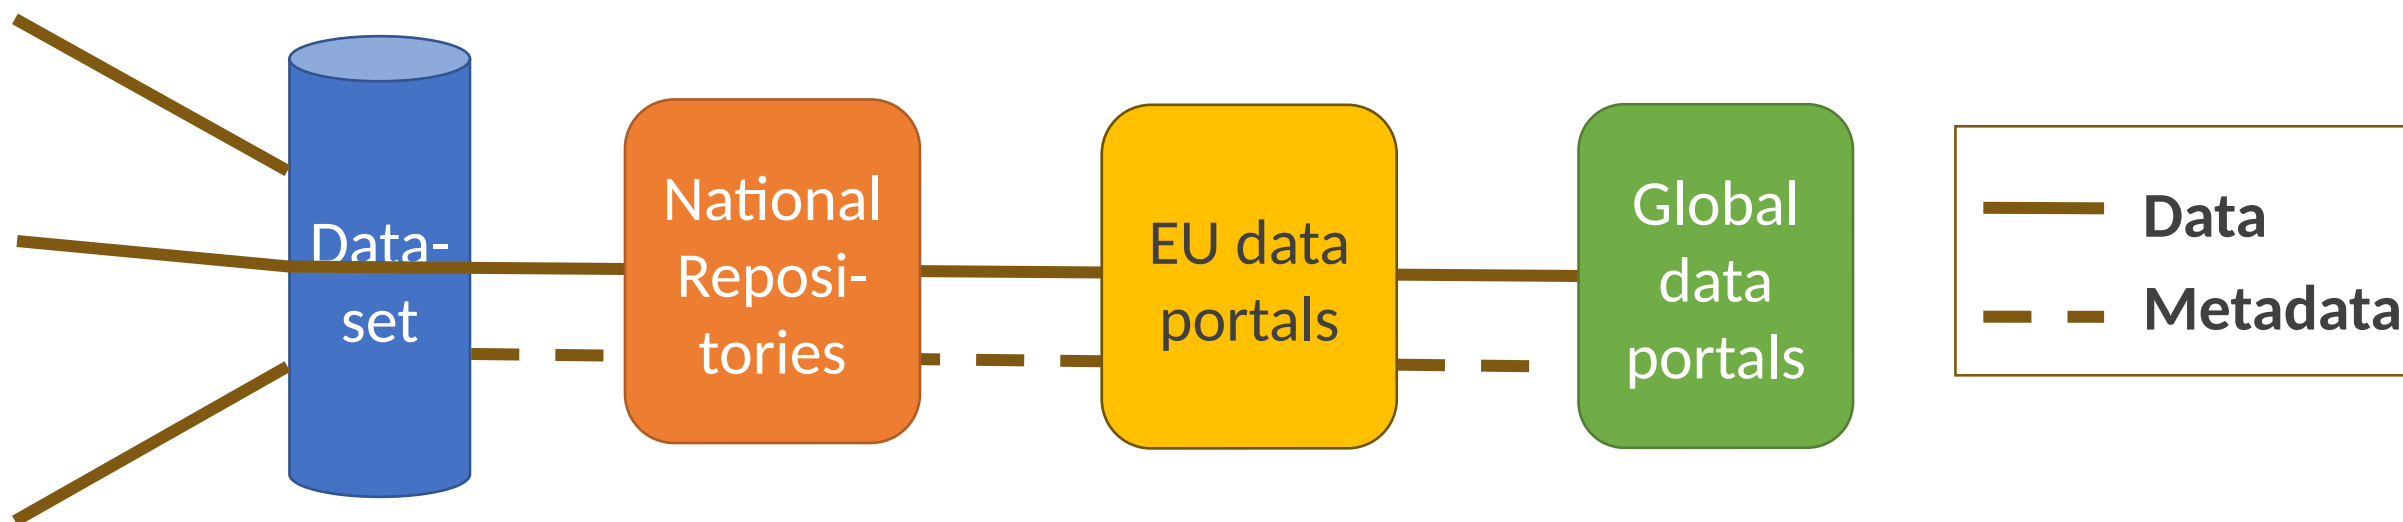 Data-
set
National
Reposi-
tories
EU data
portals
Global
data
portals
Data
Metadata